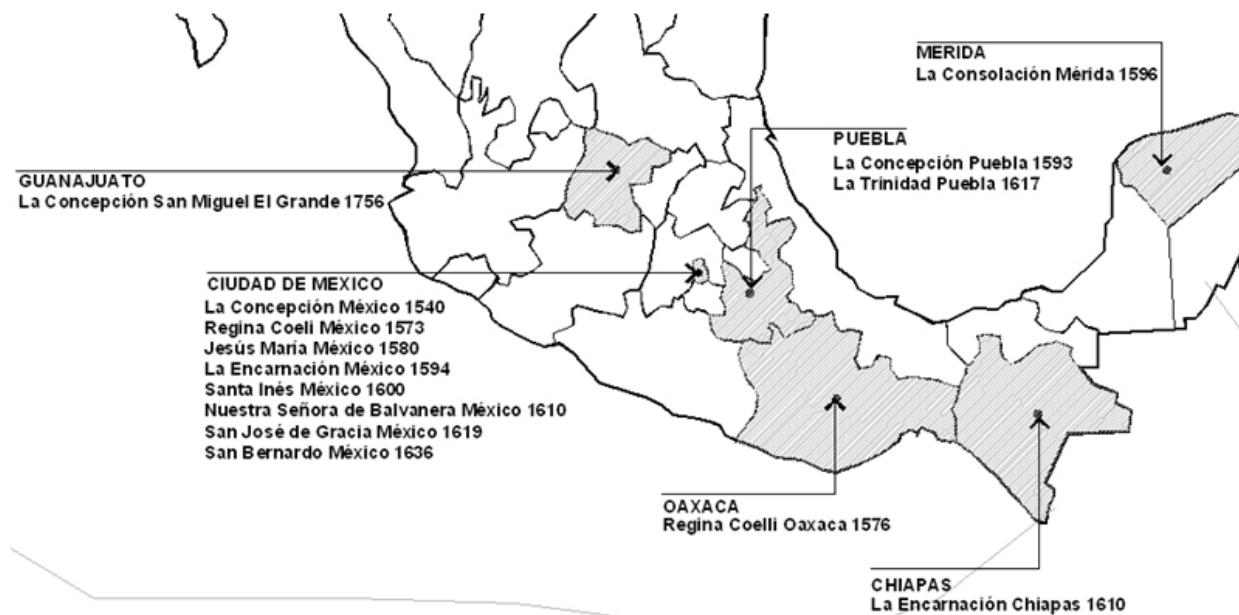 MERIDA
La Consolación Mérida 1596
PUEBLA
La Concepción Puebla 1593
La Trinidad Puebla 1617
GUANAJUATO
La Concepción San Miguel El Grande 1756
CIUDAD DE MEXICO
La Concepción México 1540
Regina Coeli México 1573
Jesús María México 1580
La Encarnación México 1594
Santa Inés México 1600
Nuestra Señora de Balvanera México 1610
San José de Gracia México 1619
San Bernardo México 1636
OAXACA
Regina Coelli Oaxaca 1576
CHIAPAS
La Encarnación Chiapas 1610